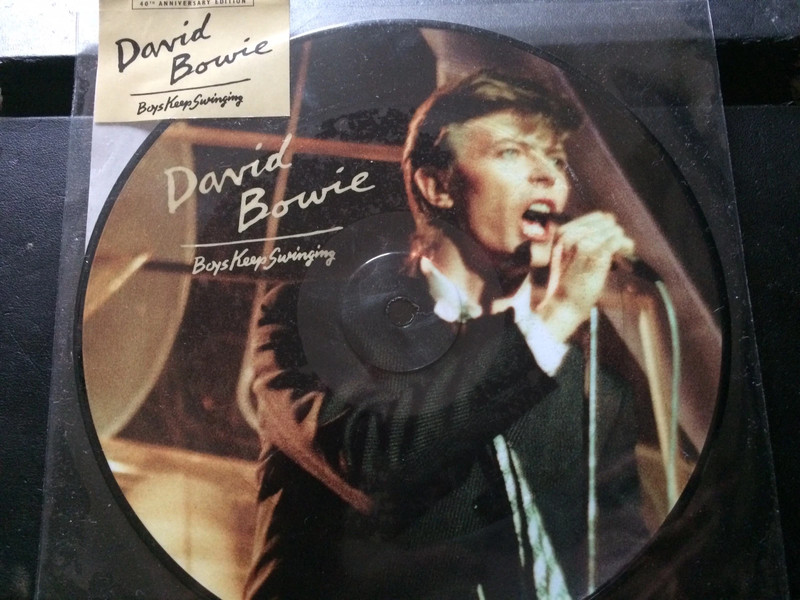 40TH ANNIVERSARY EDITION
David
Bowie
Boys Keep Swinging
David
Bowie
Boys Keep Swinging